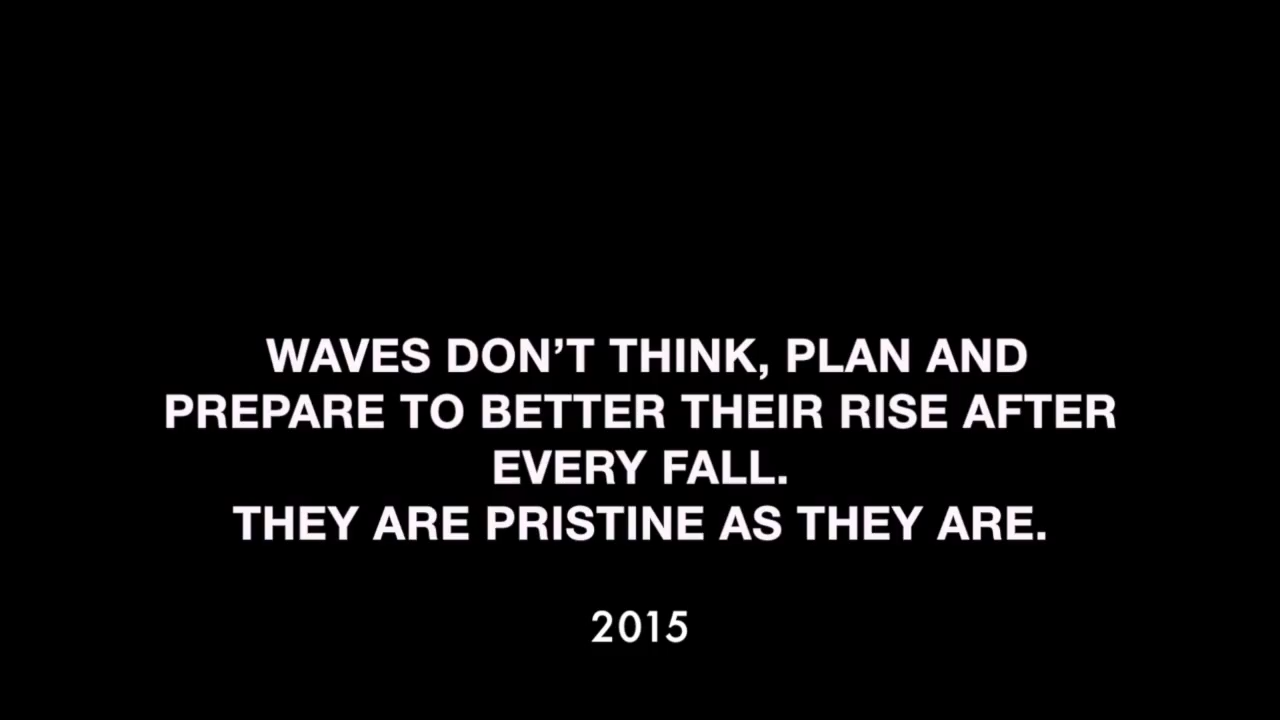 WAVES DON’T THINK, PLAN AND
PREPARE TO BETTER THEIR RISE AFTER
EVERY FALL.
THEY ARE PRISTINE AS THEY ARE.
2015